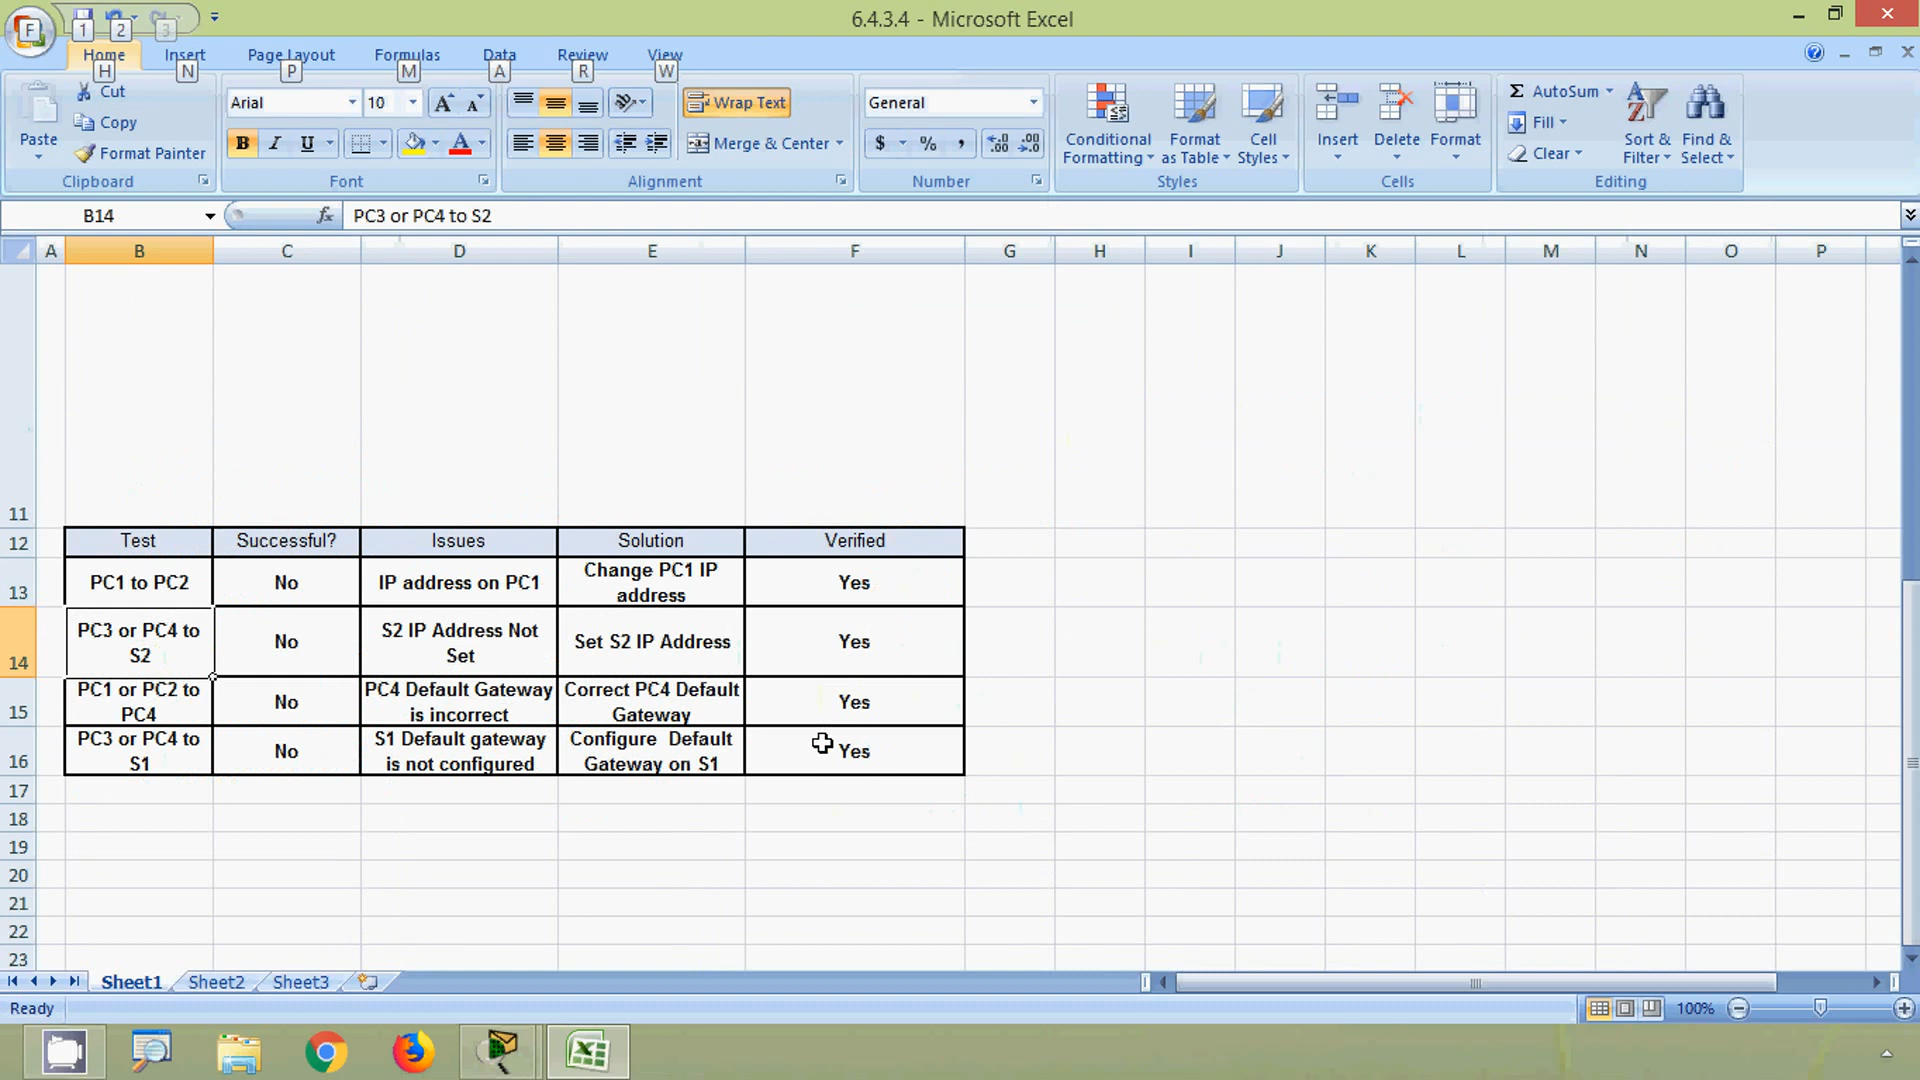 6.4.3.4 - Microsoft Excel
F 1 2 3
Home Insert Page Layout Formulas Data Review View
H N P M A R W
Cut
Copy
Format Painter
Paste
Clipboard
Arial 10
B I U
Font
Wrap Text
Merge & Center
Alignment
General
$ % ,
Number
Conditional Formatting
Format as Table
Cell Styles
Styles
Insert Delete Format
Cells
Σ AutoSum
Fill
Clear
Sort & Filter
Find & Select
Editing
B14 fx PC3 or PC4 to S2
A B C D E F G H I J K L M N O P
11
12 Test Successful? Issues Solution Verified
13 PC1 to PC2 No IP address on PC1 Change PC1 IP address Yes
14 PC3 or PC4 to S2 No S2 IP Address Not Set Set S2 IP Address Yes
15 PC1 or PC2 to PC4 No PC4 Default Gateway is incorrect Correct PC4 Default Gateway Yes
16 PC3 or PC4 to S1 No S1 Default gateway is not configured Configure Default Gateway on S1 Yes
17
18
19
20
21
22
23
Sheet1 Sheet2 Sheet3
Ready 100%